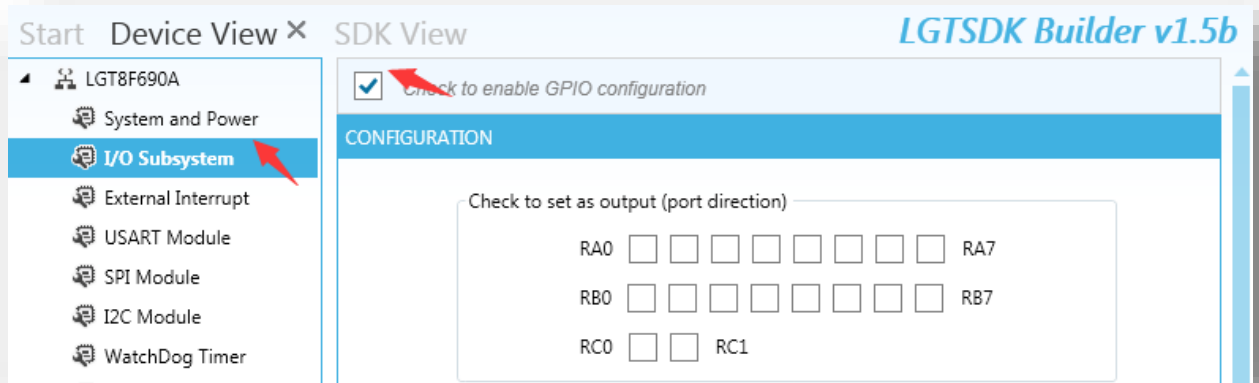 Start Device View × SDK View LGTSDK Builder v1.5b
LGT8F690A
System and Power
I/O Subsystem
External Interrupt
USART Module
SPI Module
I2C Module
WatchDog Timer
Check to enable GPIO configuration
CONFIGURATION
Check to set as output (port direction)
RA0 RA7
RB0 RB7
RC0 RC1